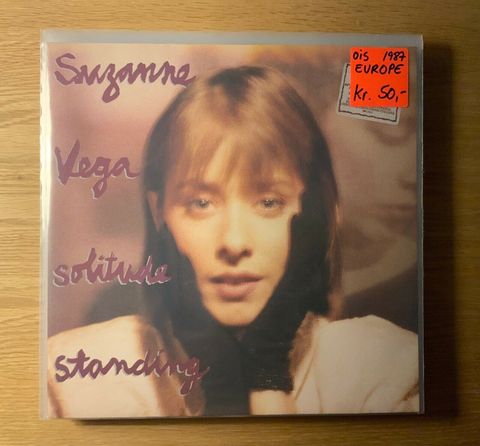 Suzanne
Vega
solitude
standing
OIS 1987
EUROPE
Kr. 50,-